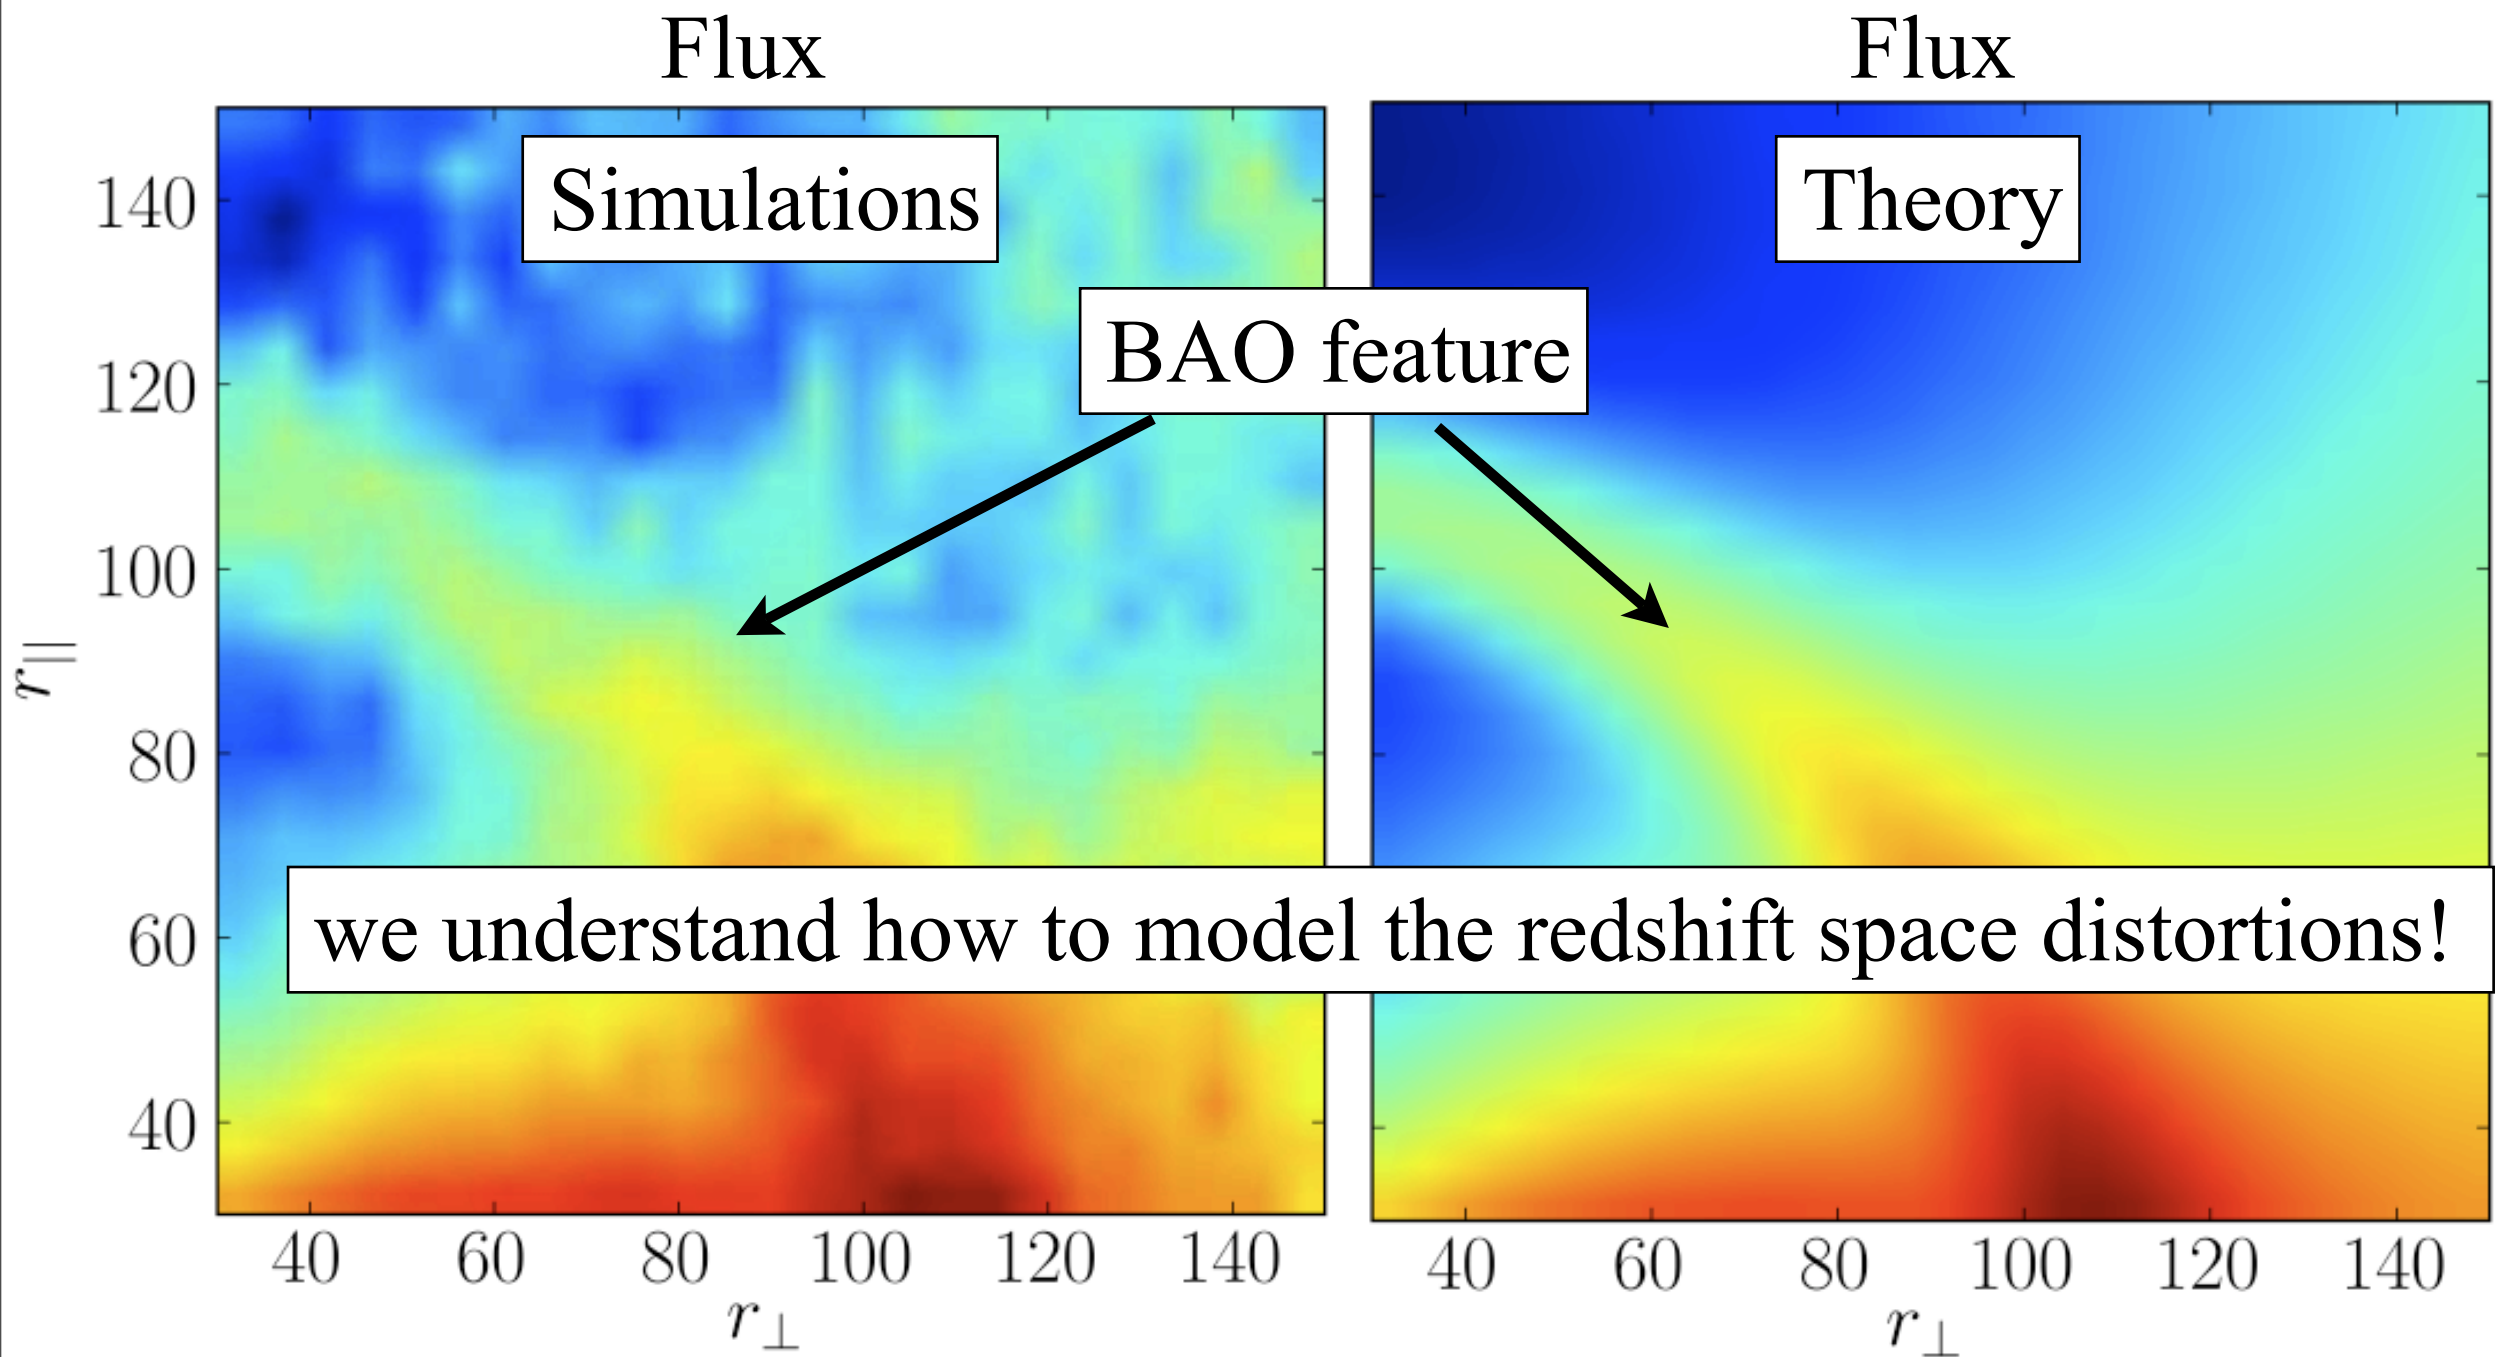 Flux
Flux
Simulations
Theory
BAO feature
we understand how to model the redshift space distortions!
140
120
100
80
60
40
r∥
40 60 80 100 120 140
r⊥
40 60 80 100 120 140
r⊥